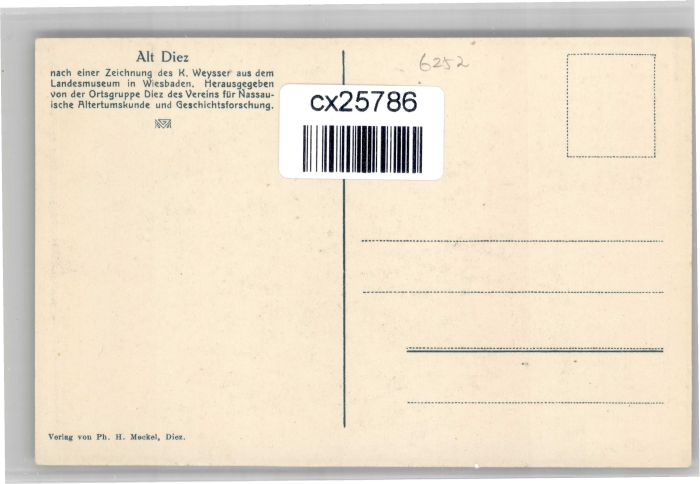 Alt Diez
nach einer Zeichnung des K. Weysser aus dem
Landesmuseum in Wiesbaden. Herausgegeben
von der Ortsgruppe Diez des Vereins für Nassau-
ische Altertumskunde und Geschichtsforschung.
6252
cx25786
Verlag von Ph. H. Meckel, Diez.